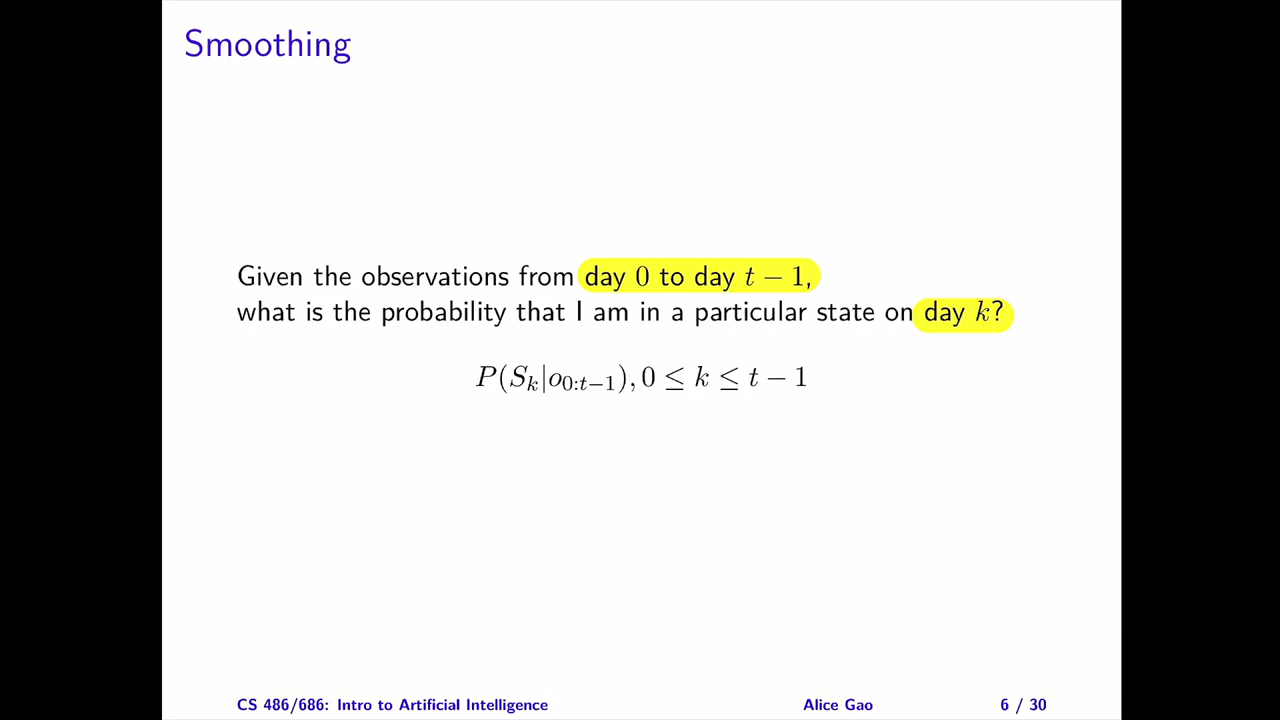 Smoothing
Given the observations from day 0 to day t − 1,
what is the probability that I am in a particular state on day k?
P(S_k|o_{0:t−1}), 0 ≤ k ≤ t − 1
CS 486/686: Intro to Artificial Intelligence Alice Gao 6 / 30